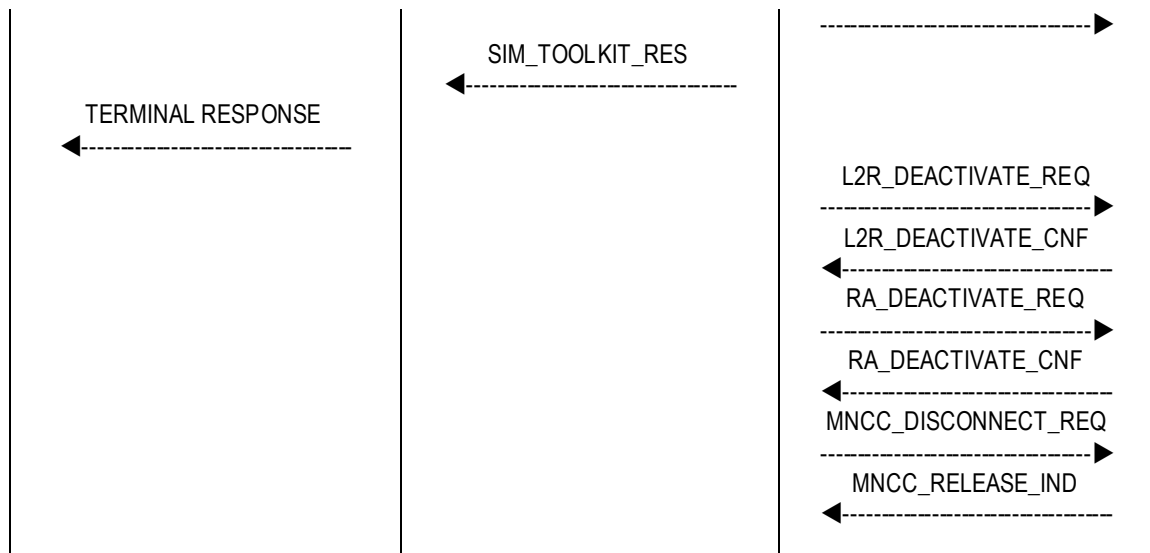 SIM_TOOLKIT_RES
TERMINAL RESPONSE
L2R_DEACTIVATE_REQ
L2R_DEACTIVATE_CNF
RA_DEACTIVATE_REQ
RA_DEACTIVATE_CNF
MNCC_DISCONNECT_REQ
MNCC_RELEASE_IND